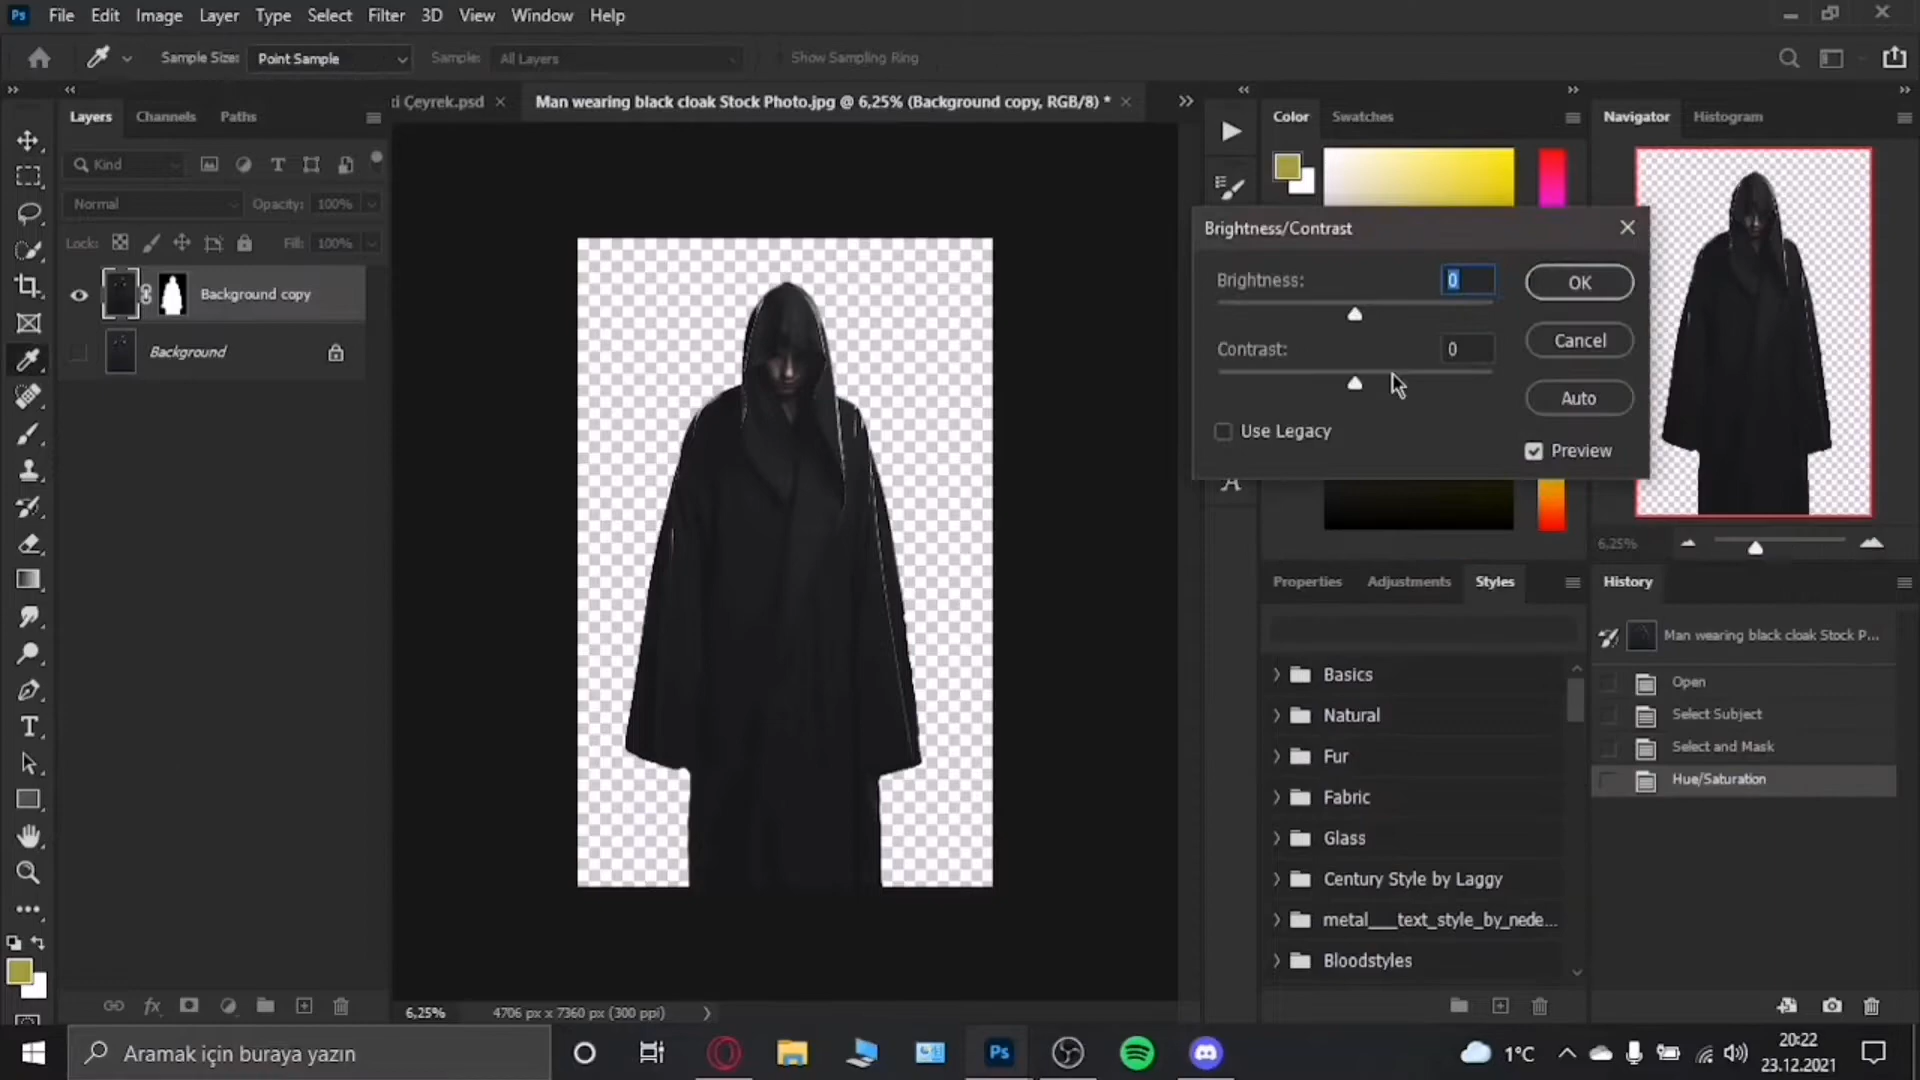 Ps File Edit Image Layer Type Select Filter 3D View Window Help
Sample Size: Point Sample Sample: All Layers Show Sampling Ring
Layers Channels Paths
Kind
Normal Opacity: 100%
Lock: Fill: 100%
Background copy
Background
i Çeyrek.psd × Man wearing black cloak Stock Photo.jpg @ 6,25% (Background copy, RGB/8) * ×
6,25% 4706 px x 7360 px (300 ppi)
Color Swatches
Brightness/Contrast
Brightness: 0
Contrast: 0
Use Legacy
OK
Cancel
Auto
Preview
A
Navigator Histogram
6,25%
Properties Adjustments Styles
Basics
Natural
Fur
Fabric
Glass
Century Style by Laggy
metal___text_style_by_nede...
Bloodstyles
History
Man wearing black cloak Stock P...
Open
Select Subject
Select and Mask
Hue/Saturation
Aramak için buraya yazın
Ps
1°C
20:22
23.12.2021